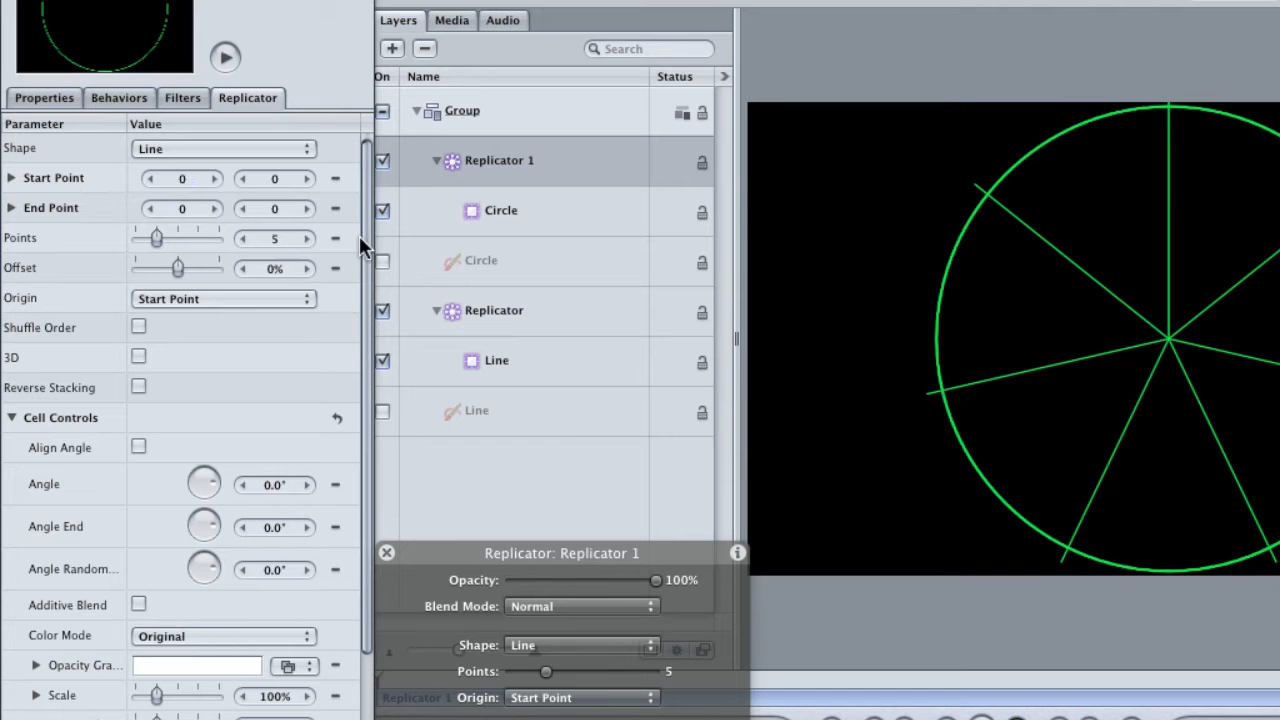 Layers Media Audio
Search
On Name Status
Properties Behaviors Filters Replicator
Parameter Value
Shape Line
Start Point 0 0
End Point 0 0
Points 5
Offset 0%
Origin Start Point
Shuffle Order
3D
Reverse Stacking
Cell Controls
Align Angle
Angle 0.0°
Angle End 0.0°
Angle Random... 0.0°
Additive Blend
Color Mode Original
Opacity Gra...
Scale 100%
Group
Replicator 1
Circle
Circle
Replicator
Line
Line
Replicator: Replicator 1
Opacity: 100%
Blend Mode: Normal
Shape: Line
Points: 5
Replicator 1
Origin: Start Point